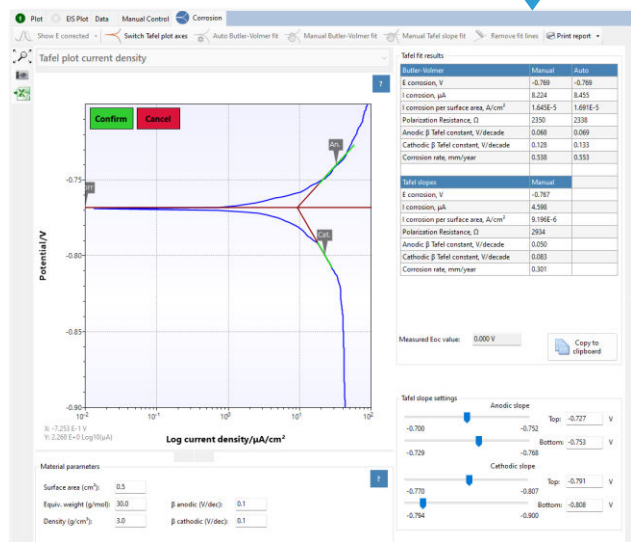 Plot EIS Plot Data Manual Control Corrosion
Show E corrected Switch Tafel plot axes Auto Butler-Volmer fit Manual Butler-Volmer fit Manual Tafel slope fit Remove fit lines Print report
Tafel plot current density
?
Confirm Cancel
An.
Cat.
-0.75
-0.80
-0.85
-0.90
Potential/V
10-2 10-1 100 101 102
X: -7.253 E-1 V
Y: 2.268 E+0 Log10(µA)
Log current density/µA/cm²
Material parameters
?
Surface area (cm²): 0.5
Equiv. weight (g/mol): 30.0 β anodic (V/dec): 0.1
Density (g/cm³): 3.0 β cathodic (V/dec): 0.1
Tafel fit results
Butler-Volmer Manual Auto
E corrosion, V -0.769 -0.769
I corrosion, µA 8.224 8.455
I corrosion per surface area, A/cm² 1.645E-5 1.691E-5
Polarization Resistance, Ω 2350 2338
Anodic β Tafel constant, V/decade 0.068 0.069
Cathodic β Tafel constant, V/decade 0.128 0.133
Corrosion rate, mm/year 0.538 0.553
Tafel slopes Manual
E corrosion, V -0.767
I corrosion, µA 4.598
I corrosion per surface area, A/cm² 9.196E-6
Polarization Resistance, Ω 2934
Anodic β Tafel constant, V/decade 0.050
Cathodic β Tafel constant, V/decade 0.083
Corrosion rate, mm/year 0.301
Measured Eoc value: 0.000 V
Copy to
clipboard
Tafel slope settings
Anodic slope
Top: -0.727 V
-0.700 -0.752
Bottom: -0.753 V
-0.729 -0.768
Cathodic slope
Top: -0.791 V
-0.770 -0.807
Bottom: -0.808 V
-0.794 -0.900